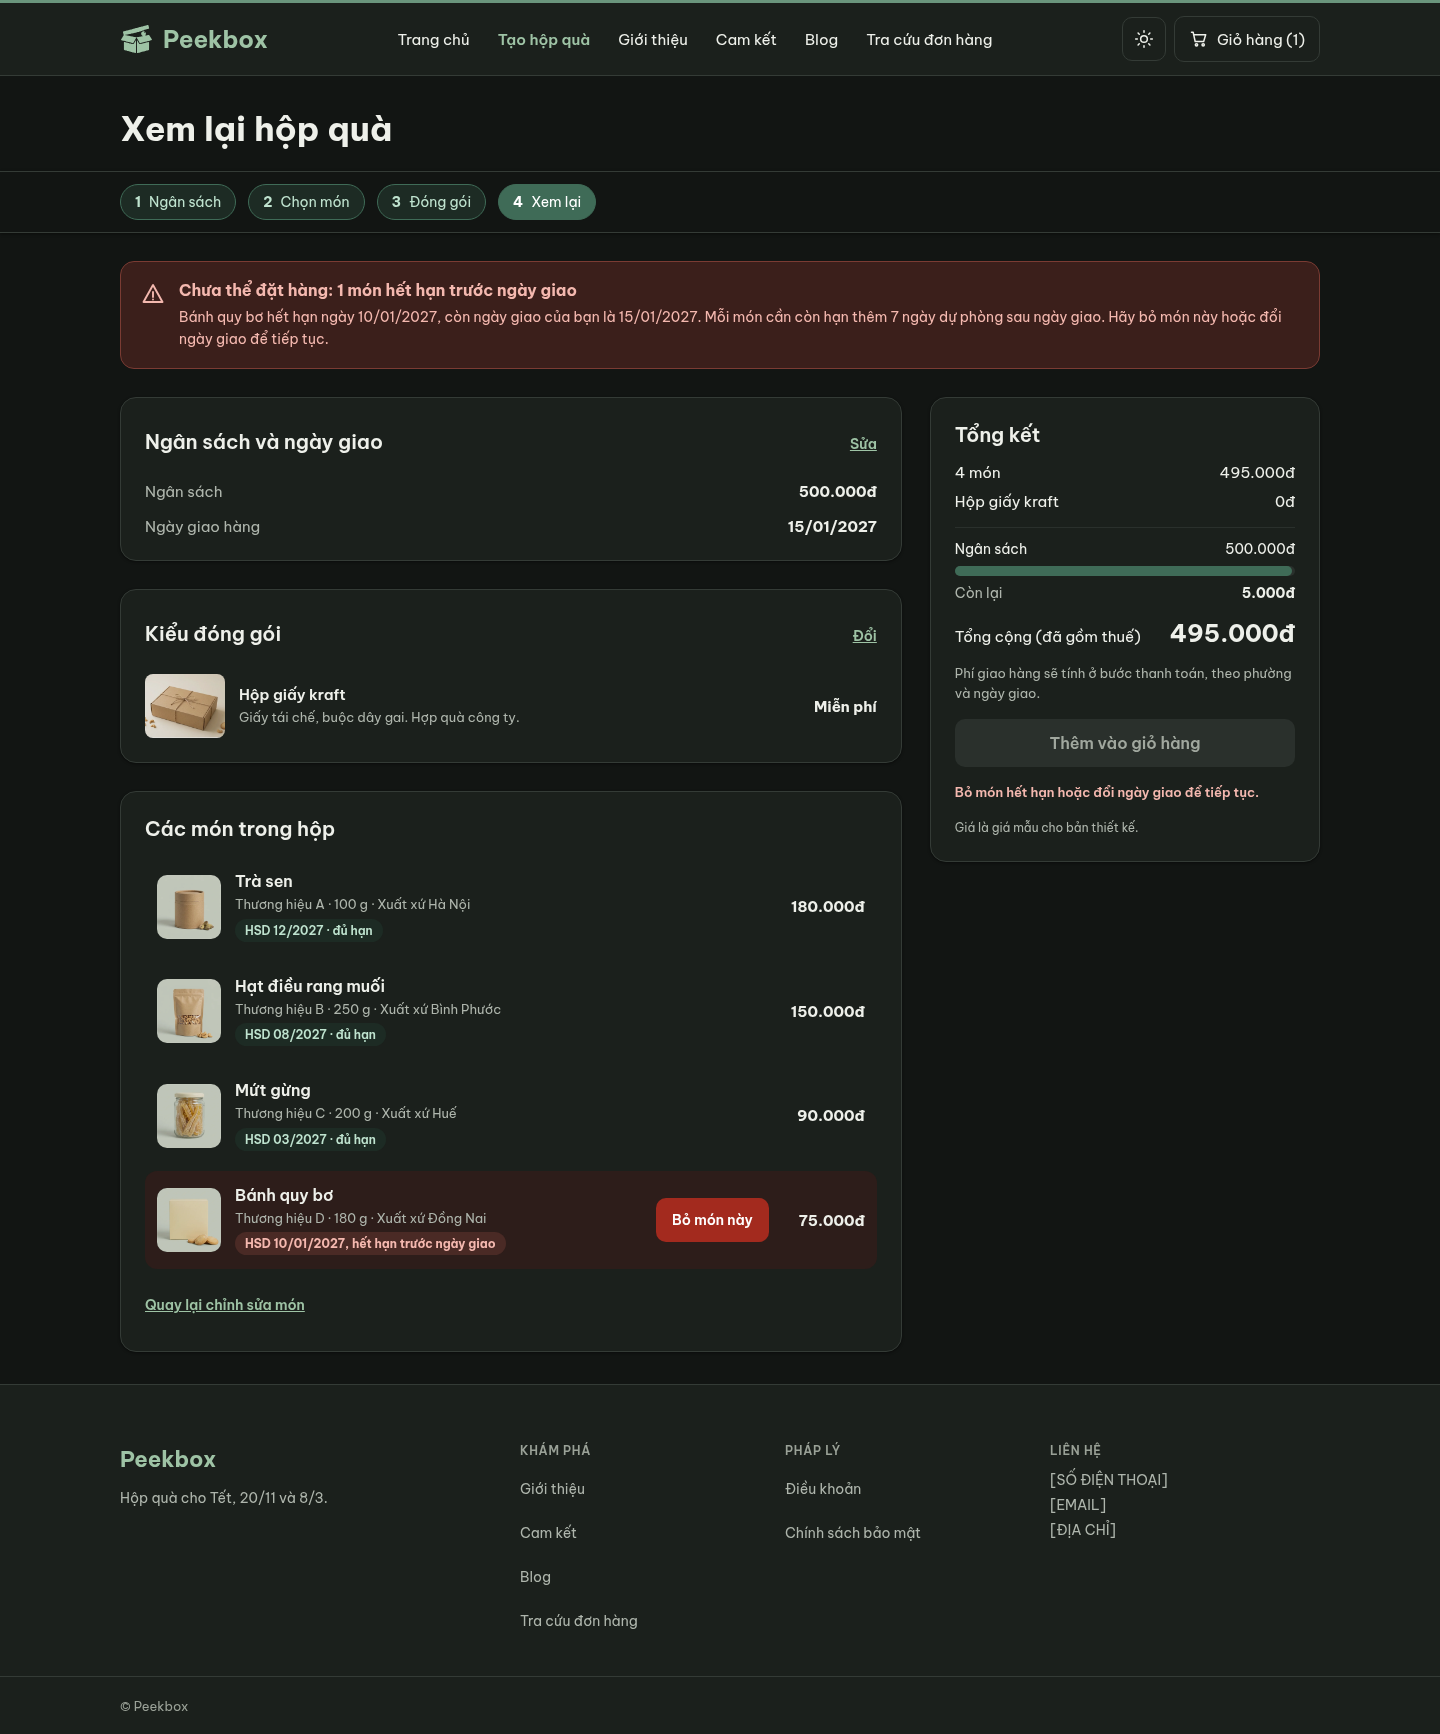 Peekbox
Trang chủ
Tạo hộp quà
Giới thiệu
Cam kết
Blog
Tra cứu đơn hàng
Giỏ hàng (1)
Xem lại hộp quà
1 Ngân sách
2 Chọn món
3 Đóng gói
4 Xem lại
Chưa thể đặt hàng: 1 món hết hạn trước ngày giao
Bánh quy bơ hết hạn ngày 10/01/2027, còn ngày giao của bạn là 15/01/2027. Mỗi món cần còn hạn thêm 7 ngày dự phòng sau ngày giao. Hãy bỏ món này hoặc đổi
ngày giao để tiếp tục.
Ngân sách và ngày giao
Sửa
Ngân sách 500.000đ
Ngày giao hàng 15/01/2027
Kiểu đóng gói
Đổi
Hộp giấy kraft
Giấy tái chế, buộc dây gai. Hợp quà công ty.
Miễn phí
Các món trong hộp
Trà sen
Thương hiệu A · 100 g · Xuất xứ Hà Nội
HSD 12/2027 · đủ hạn
180.000đ
Hạt điều rang muối
Thương hiệu B · 250 g · Xuất xứ Bình Phước
HSD 08/2027 · đủ hạn
150.000đ
Mứt gừng
Thương hiệu C · 200 g · Xuất xứ Huế
HSD 03/2027 · đủ hạn
90.000đ
Bánh quy bơ
Thương hiệu D · 180 g · Xuất xứ Đồng Nai
HSD 10/01/2027, hết hạn trước ngày giao
Bỏ món này
75.000đ
Quay lại chỉnh sửa món
Tổng kết
4 món 495.000đ
Hộp giấy kraft 0đ
Ngân sách 500.000đ
Còn lại 5.000đ
Tổng cộng (đã gồm thuế) 495.000đ
Phí giao hàng sẽ tính ở bước thanh toán, theo phường
và ngày giao.
Thêm vào giỏ hàng
Bỏ món hết hạn hoặc đổi ngày giao để tiếp tục.
Giá là giá mẫu cho bản thiết kế.
Peekbox
Hộp quà cho Tết, 20/11 và 8/3.
KHÁM PHÁ
Giới thiệu
Cam kết
Blog
Tra cứu đơn hàng
PHÁP LÝ
Điều khoản
Chính sách bảo mật
LIÊN HỆ
[SỐ ĐIỆN THOẠI]
[EMAIL]
[ĐỊA CHỈ]
© Peekbox